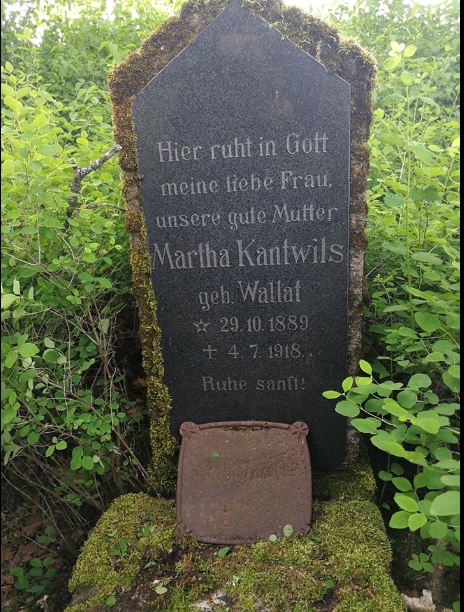 Hier ruht in Gott
meine liebe Frau,
unsere gute Mutter
Martha Kantwils
geb. Wallat
☆ 29.10.1889
+ 4.7.1918.
Ruhe sanft!